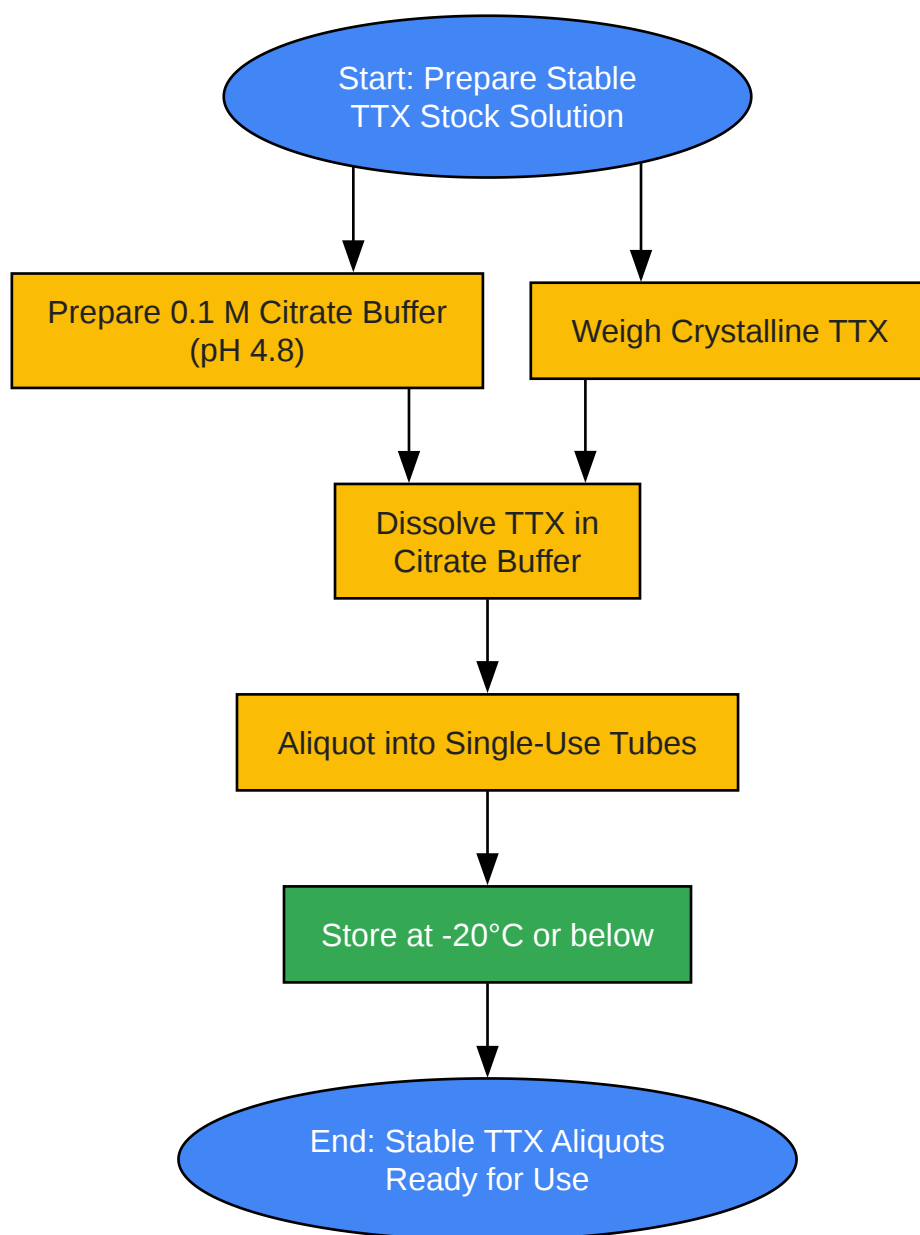 Start: Prepare Stable
TTX Stock Solution
Prepare 0.1 M Citrate Buffer
(pH 4.8)
Weigh Crystalline TTX
Dissolve TTX in
Citrate Buffer
Aliquot into Single-Use Tubes
Store at -20°C or below
End: Stable TTX Aliquots
Ready for Use